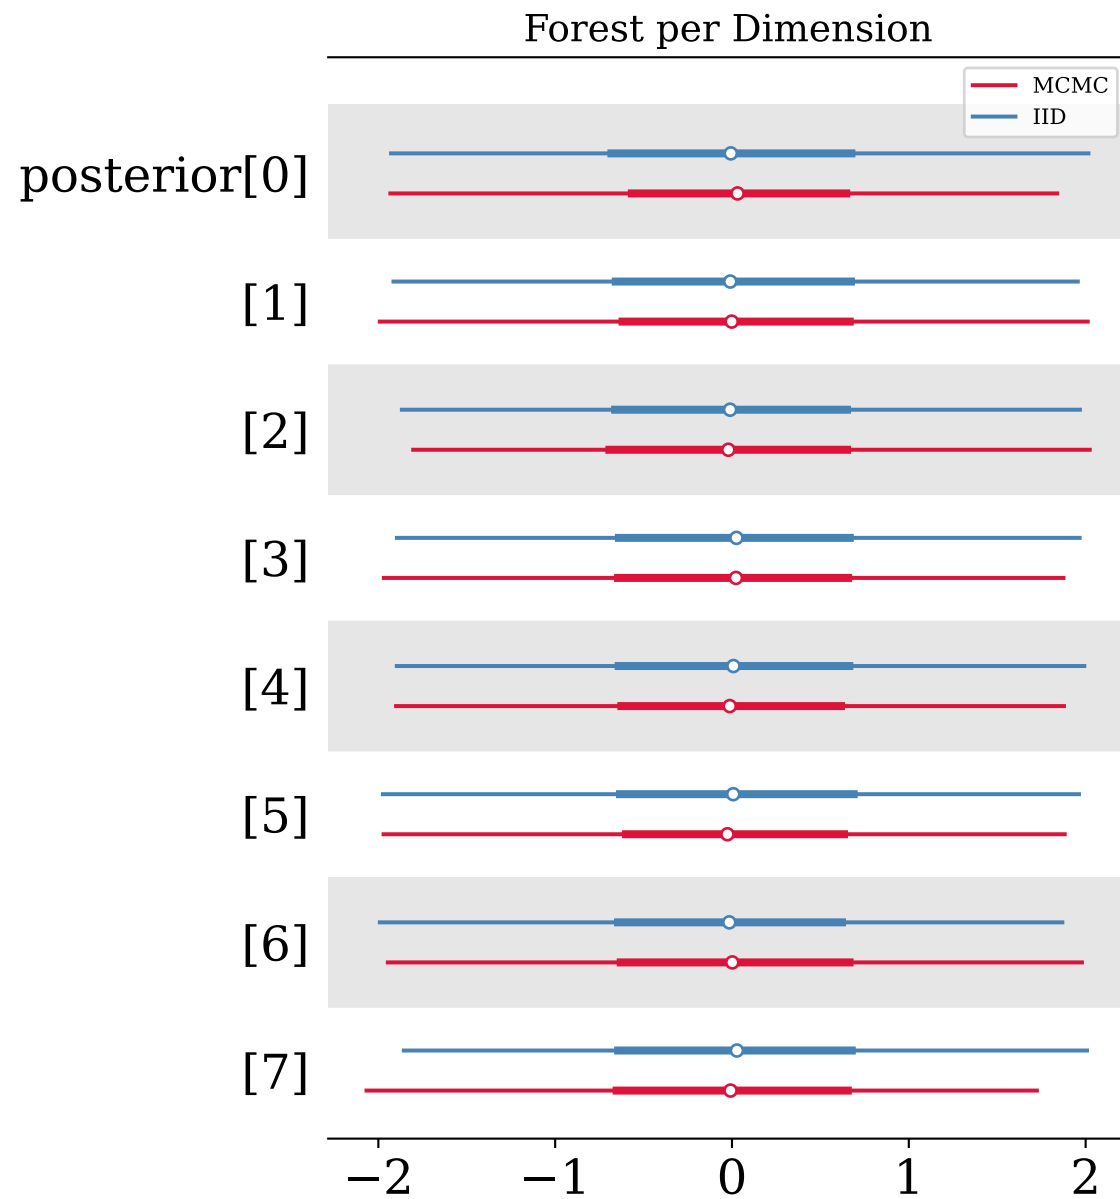 Forest per Dimension
MCMC
IID
posterior[0]
[1]
[2]
[3]
[4]
[5]
[6]
[7]
−2 −1 0 1 2